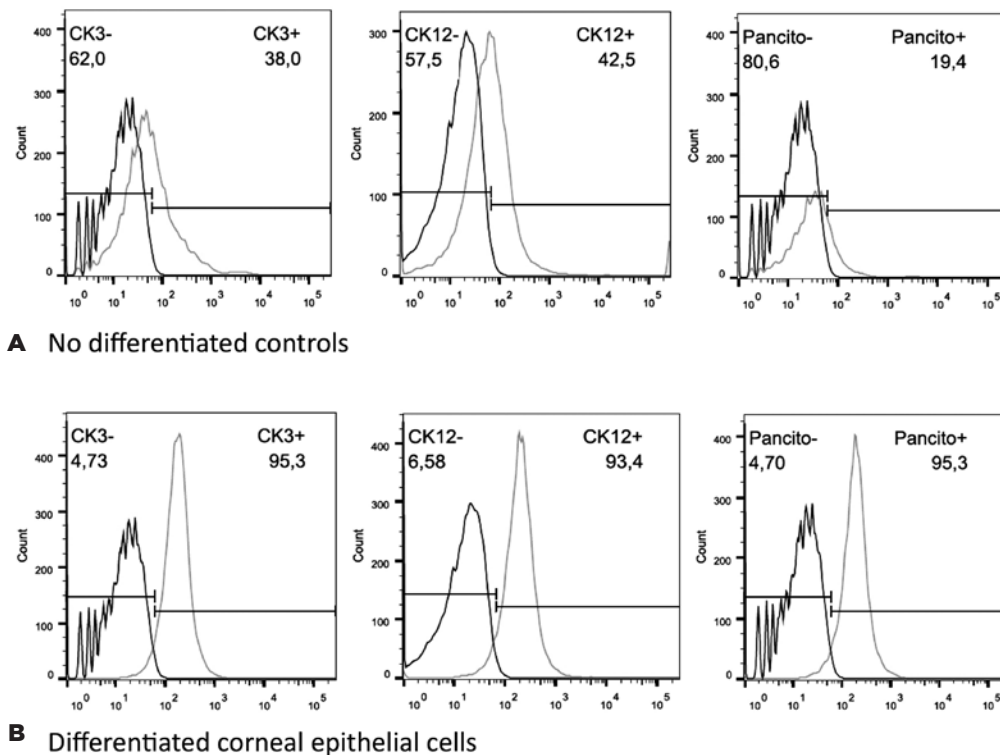 CK3- CK3+
62,0 38,0
400
300
200
100
0
Count
10^0 10^1 10^2 10^3 10^4 10^5
CK12- CK12+
57,5 42,5
300
200
100
0
Count
10^0 10^1 10^2 10^3 10^4 10^5
Pancito- Pancito+
80,6 19,4
400
300
200
100
0
Count
10^0 10^1 10^2 10^3 10^4 10^5
A No differentiated controls
CK3- CK3+
4,73 95,3
400
300
200
100
0
Count
10^0 10^1 10^2 10^3 10^4 10^5
CK12- CK12+
6,58 93,4
400
300
200
100
0
Count
10^0 10^1 10^2 10^3 10^4 10^5
Pancito- Pancito+
4,70 95,3
400
300
200
100
0
Count
10^0 10^1 10^2 10^3 10^4 10^5
B Differentiated corneal epithelial cells